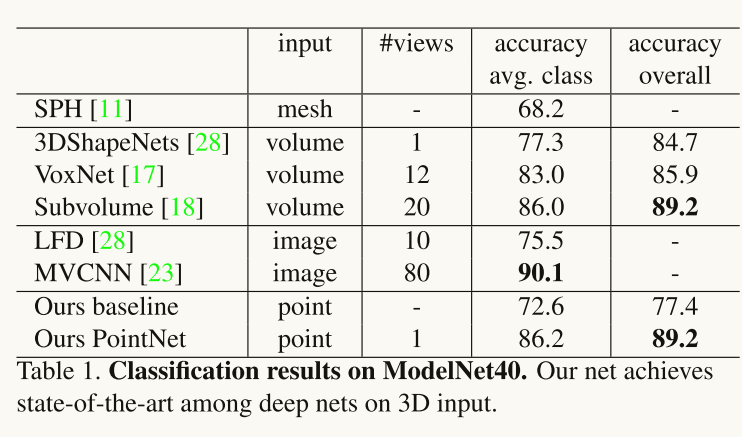 input #views accuracy accuracy
avg. class overall
SPH [11] mesh - 68.2 -
3DShapeNets [28] volume 1 77.3 84.7
VoxNet [17] volume 12 83.0 85.9
Subvolume [18] volume 20 86.0 89.2
LFD [28] image 10 75.5 -
MVCNN [23] image 80 90.1 -
Ours baseline point - 72.6 77.4
Ours PointNet point 1 86.2 89.2
Table 1. Classification results on ModelNet40. Our net achieves
state-of-the-art among deep nets on 3D input.